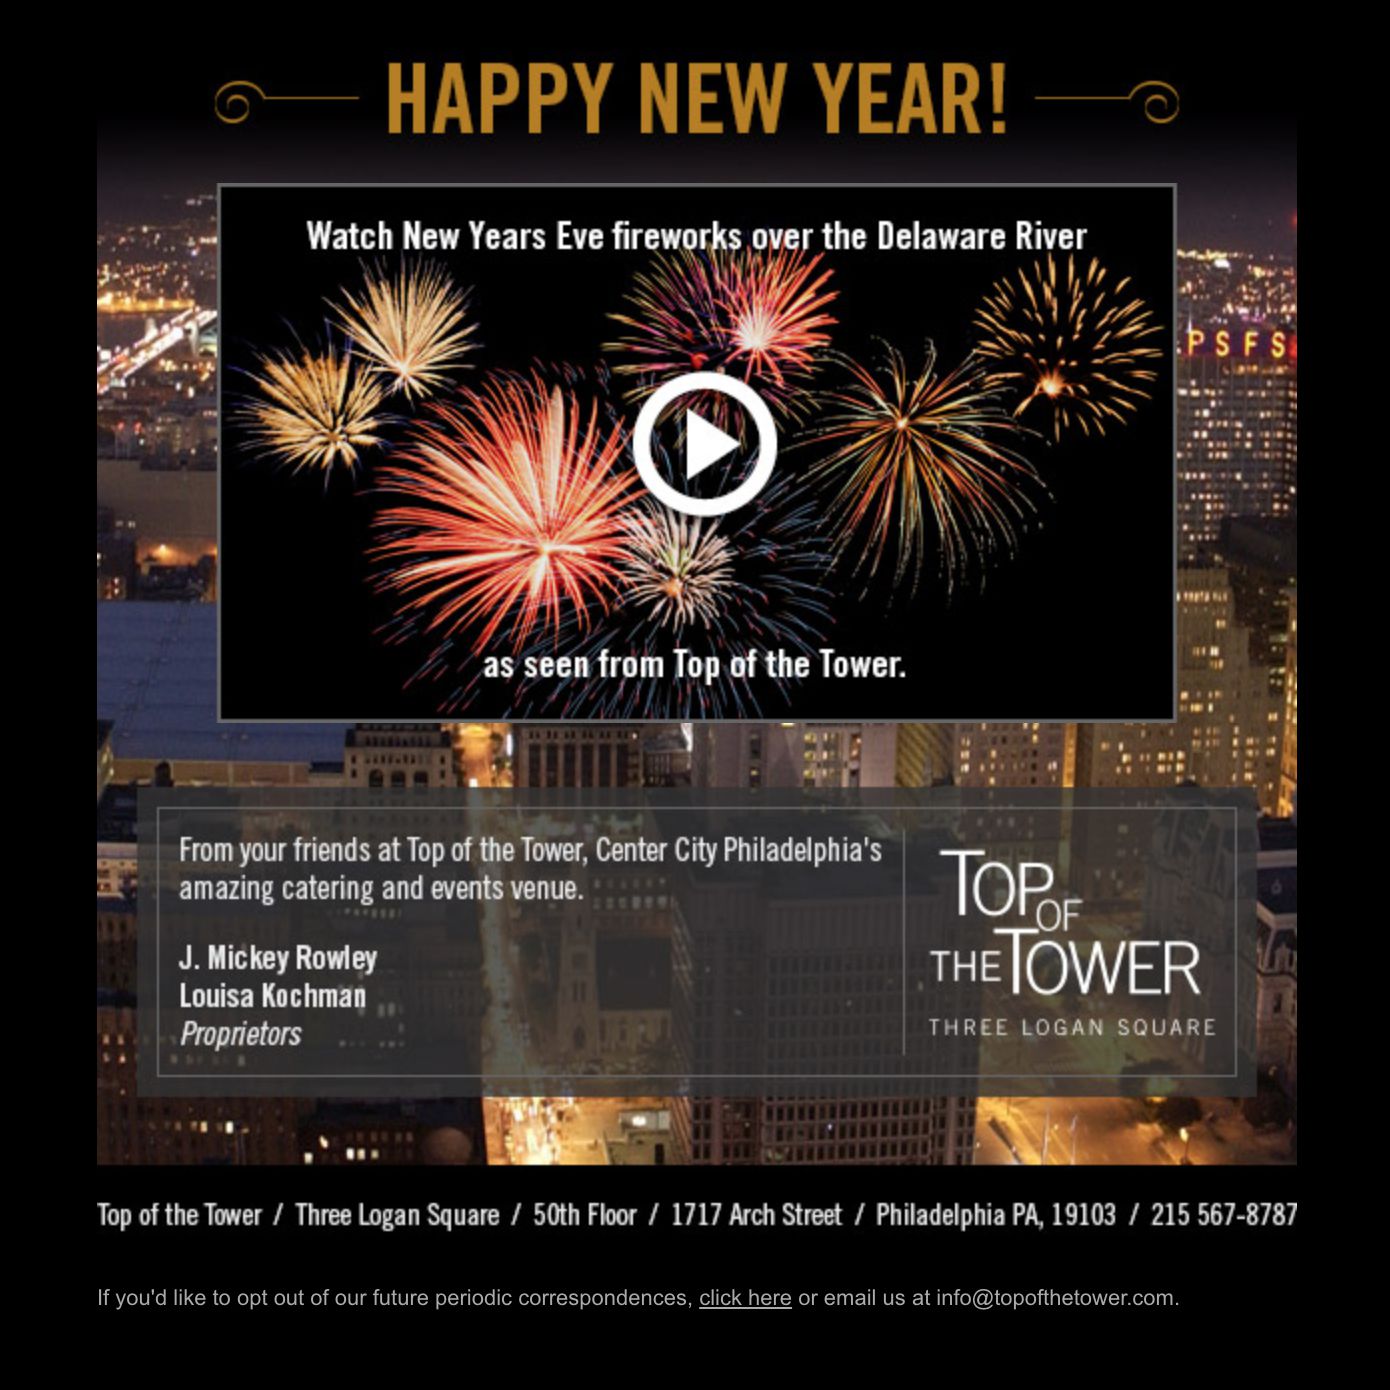 HAPPY NEW YEAR!
Watch New Years Eve fireworks over the Delaware River
PSFS
as seen from Top of the Tower.
From your friends at Top of the Tower, Center City Philadelphia's
amazing catering and events venue.
J. Mickey Rowley
Louisa Kochman
Proprietors
TOP
OF
THE TOWER
THREE LOGAN SQUARE
Top of the Tower / Three Logan Square / 50th Floor / 1717 Arch Street / Philadelphia PA, 19103 / 215 567-8787
If you'd like to opt out of our future periodic correspondences, click here or email us at info@topofthetower.com.